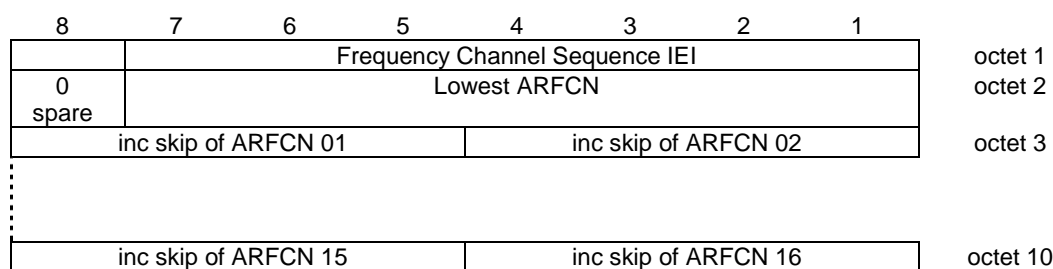 8 7 6 5 4 3 2 1
Frequency Channel Sequence IEI octet 1
0 Lowest ARFCN octet 2
spare
inc skip of ARFCN 01 inc skip of ARFCN 02 octet 3
inc skip of ARFCN 15 inc skip of ARFCN 16 octet 10